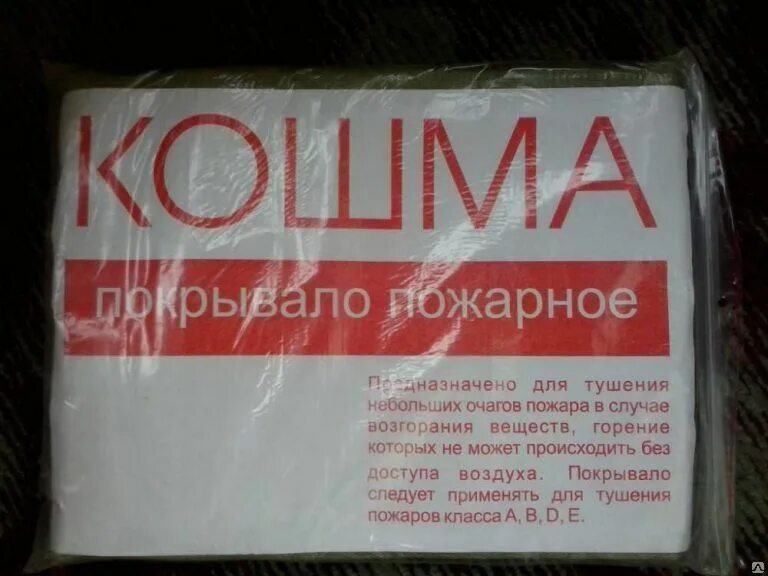 КОШМА
покрывало пожарное
Предназначено для тушения
небольших очагов пожара в случае
возгорания веществ, горение
которых не может происходить без
доступа воздуха. Покрывало
следует применять для тушения
пожаров класса А, В, D, Е.